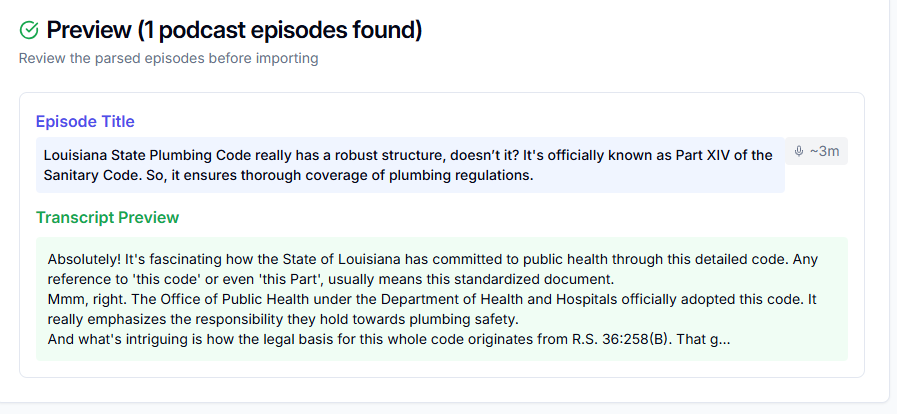 Preview (1 podcast episodes found)
Review the parsed episodes before importing
Episode Title
Louisiana State Plumbing Code really has a robust structure, doesn’t it? It's officially known as Part XIV of the
Sanitary Code. So, it ensures thorough coverage of plumbing regulations.
~3m
Transcript Preview
Absolutely! It's fascinating how the State of Louisiana has committed to public health through this detailed code. Any
reference to 'this code' or even 'this Part', usually means this standardized document.
Mmm, right. The Office of Public Health under the Department of Health and Hospitals officially adopted this code. It
really emphasizes the responsibility they hold towards plumbing safety.
And what's intriguing is how the legal basis for this whole code originates from R.S. 36:258(B). That g...